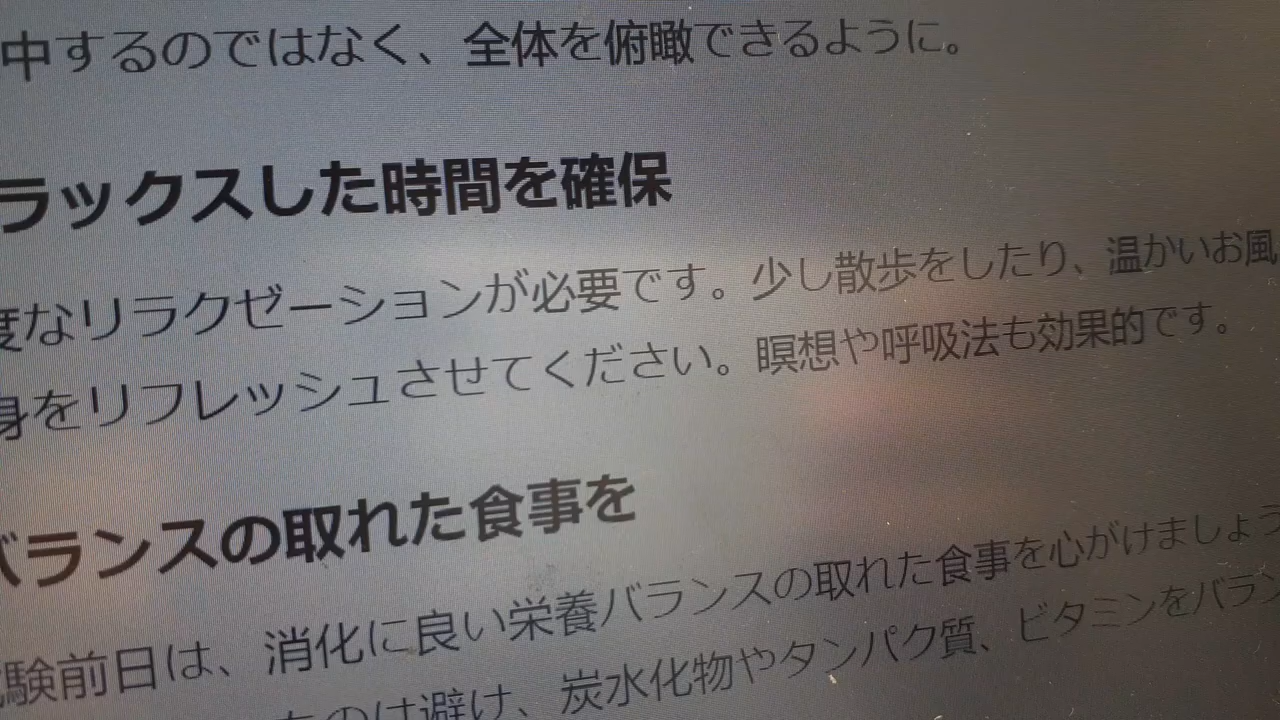 中するのではなく、全体を俯瞰できるように。
ラックスした時間を確保
度なリラクゼーションが必要です。少し散歩をしたり、温かいお風
身をリフレッシュさせてください。瞑想や呼吸法も効果的です。
バランスの取れた食事を
験前日は、消化に良い栄養バランスの取れた食事を心がけましょう
ものは避け、炭水化物やタンパク質、ビタミンをバラン